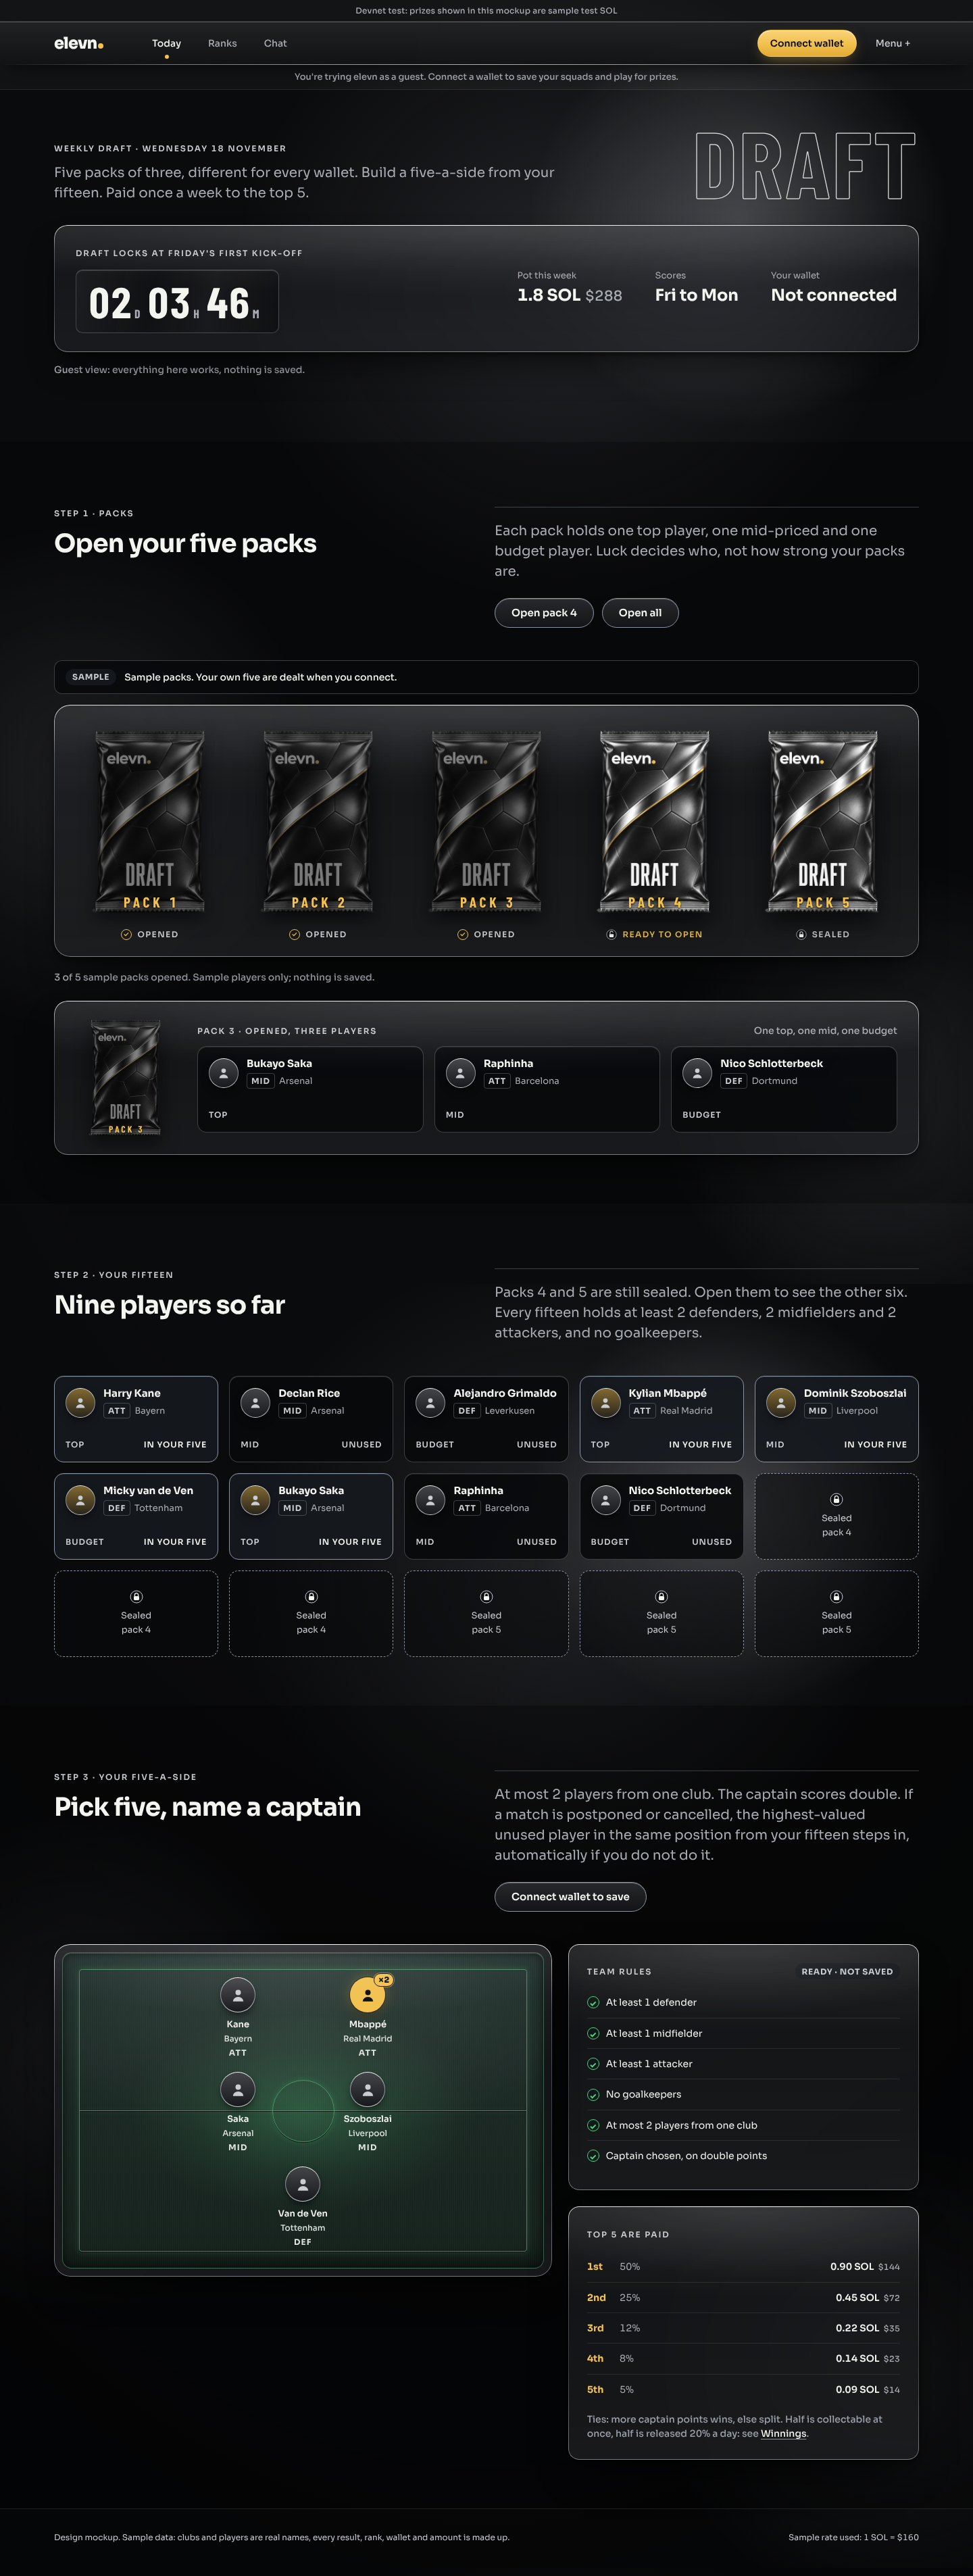 Devnet test: prizes shown in this mockup are sample test SOL
elevn.
Today
Ranks
Chat
Connect wallet
Menu +
You're trying elevn as a guest. Connect a wallet to save your squads and play for prizes.
WEEKLY DRAFT · WEDNESDAY 18 NOVEMBER
Five packs of three, different for every wallet. Build a five-a-side from your
fifteen. Paid once a week to the top 5.
DRAFT
DRAFT LOCKS AT FRIDAY'S FIRST KICK-OFF
02 D 03 H 46 M
Pot this week
1.8 SOL $288
Scores
Fri to Mon
Your wallet
Not connected
Guest view: everything here works, nothing is saved.
STEP 1 · PACKS
Open your five packs
Each pack holds one top player, one mid-priced and one
budget player. Luck decides who, not how strong your packs
are.
Open pack 4
Open all
SAMPLE
Sample packs. Your own five are dealt when you connect.
elevn.
DRAFT
PACK 1
OPENED
elevn.
DRAFT
PACK 2
OPENED
elevn.
DRAFT
PACK 3
OPENED
elevn.
DRAFT
PACK 4
READY TO OPEN
elevn.
DRAFT
PACK 5
SEALED
3 of 5 sample packs opened. Sample players only; nothing is saved.
elevn.
DRAFT
PACK 3
PACK 3 · OPENED, THREE PLAYERS
One top, one mid, one budget
Bukayo Saka
MID Arsenal
TOP
Raphinha
ATT Barcelona
MID
Nico Schlotterbeck
DEF Dortmund
BUDGET
STEP 2 · YOUR FIFTEEN
Nine players so far
Packs 4 and 5 are still sealed. Open them to see the other six.
Every fifteen holds at least 2 defenders, 2 midfielders and 2
attackers, and no goalkeepers.
Harry Kane
ATT Bayern
TOP IN YOUR FIVE
Declan Rice
MID Arsenal
MID UNUSED
Alejandro Grimaldo
DEF Leverkusen
BUDGET UNUSED
Kylian Mbappé
ATT Real Madrid
TOP IN YOUR FIVE
Dominik Szoboszlai
MID Liverpool
MID IN YOUR FIVE
Micky van de Ven
DEF Tottenham
BUDGET IN YOUR FIVE
Bukayo Saka
MID Arsenal
TOP IN YOUR FIVE
Raphinha
ATT Barcelona
MID UNUSED
Nico Schlotterbeck
DEF Dortmund
BUDGET UNUSED
Sealed
pack 4
Sealed
pack 4
Sealed
pack 4
Sealed
pack 5
Sealed
pack 5
Sealed
pack 5
STEP 3 · YOUR FIVE-A-SIDE
Pick five, name a captain
At most 2 players from one club. The captain scores double. If
a match is postponed or cancelled, the highest-valued
unused player in the same position from your fifteen steps in,
automatically if you do not do it.
Connect wallet to save
Kane
Bayern
ATT
×2
Mbappé
Real Madrid
ATT
Saka
Arsenal
MID
Szoboszlai
Liverpool
MID
Van de Ven
Tottenham
DEF
TEAM RULES
READY · NOT SAVED
At least 1 defender
At least 1 midfielder
At least 1 attacker
No goalkeepers
At most 2 players from one club
Captain chosen, on double points
TOP 5 ARE PAID
1st 50% 0.90 SOL $144
2nd 25% 0.45 SOL $72
3rd 12% 0.22 SOL $35
4th 8% 0.14 SOL $23
5th 5% 0.09 SOL $14
Ties: more captain points wins, else split. Half is collectable at
once, half is released 20% a day: see Winnings.
Design mockup. Sample data: clubs and players are real names, every result, rank, wallet and amount is made up.
Sample rate used: 1 SOL = $160